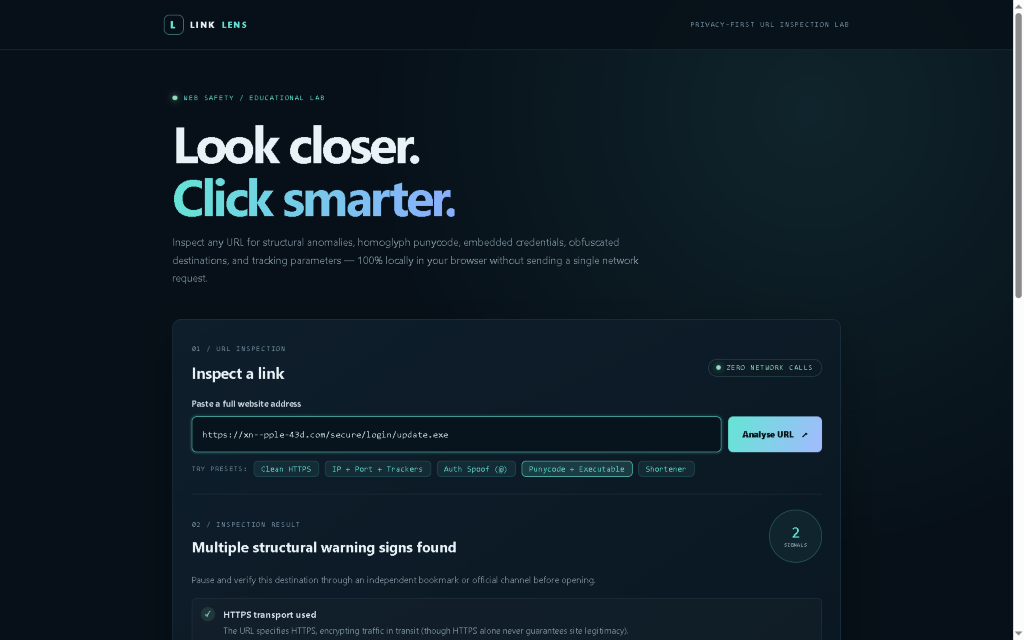 L LINK LENS
PRIVACY-FIRST URL INSPECTION LAB
WEB SAFETY / EDUCATIONAL LAB
Look closer.
Click smarter.
Inspect any URL for structural anomalies, homoglyph punycode, embedded credentials, obfuscated
destinations, and tracking parameters — 100% locally in your browser without sending a single network
request.
01 / URL INSPECTION
Inspect a link
ZERO NETWORK CALLS
Paste a full website address
https://xn--pple-43d.com/secure/login/update.exe
Analyse URL ↗
TRY PRESETS: Clean HTTPS IP + Port + Trackers Auth Spoof (@) Punycode + Executable Shortener
02 / INSPECTION RESULT
Multiple structural warning signs found
2
SIGNALS
Pause and verify this destination through an independent bookmark or official channel before opening.
✓ HTTPS transport used
The URL specifies HTTPS, encrypting traffic in transit (though HTTPS alone never guarantees site legitimacy).